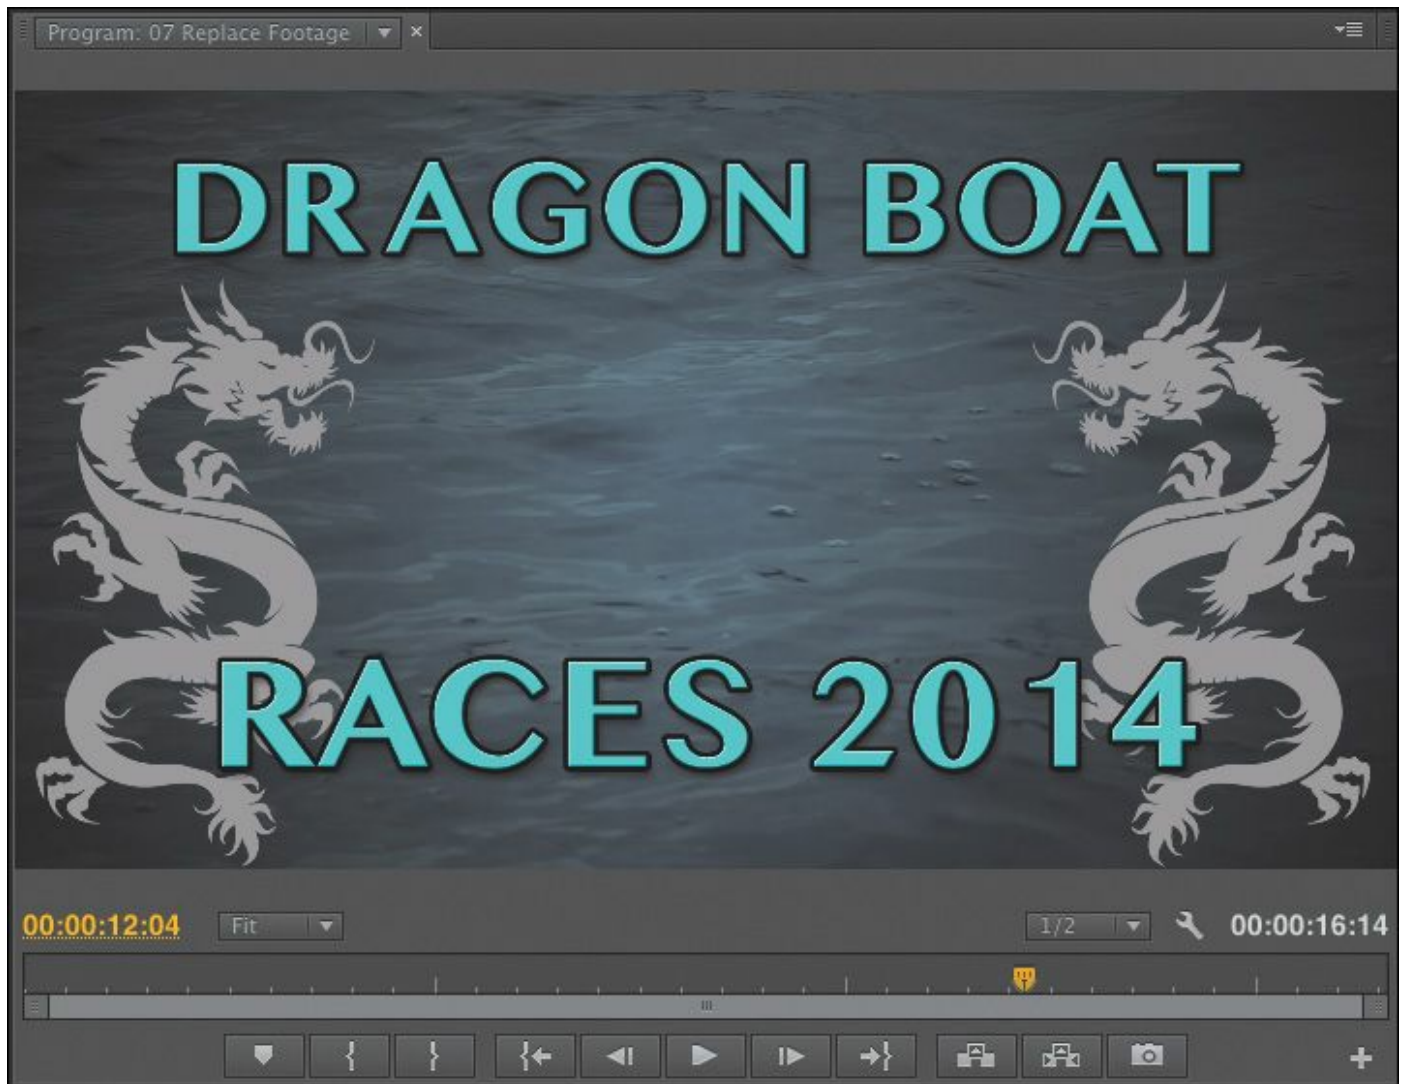 Program: 07 Replace Footage
DRAGON BOAT
RACES 2014
00:00:12:04
Fit
1/2
00:00:16:14